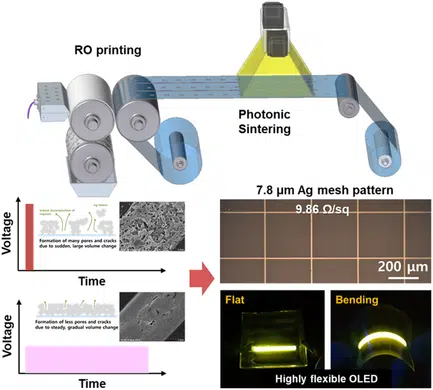 RO printing
Photonic
Sintering
Voltage
Ag
Formation of many pores and cracks
due to sudden, large volume change
Time
Voltage
Formation of less pores and cracks
due to steady, gradual volume change
Time
7.8 μm Ag mesh pattern
9.86 Ω/sq
200 μm
Flat
Bending
Highly flexible OLED